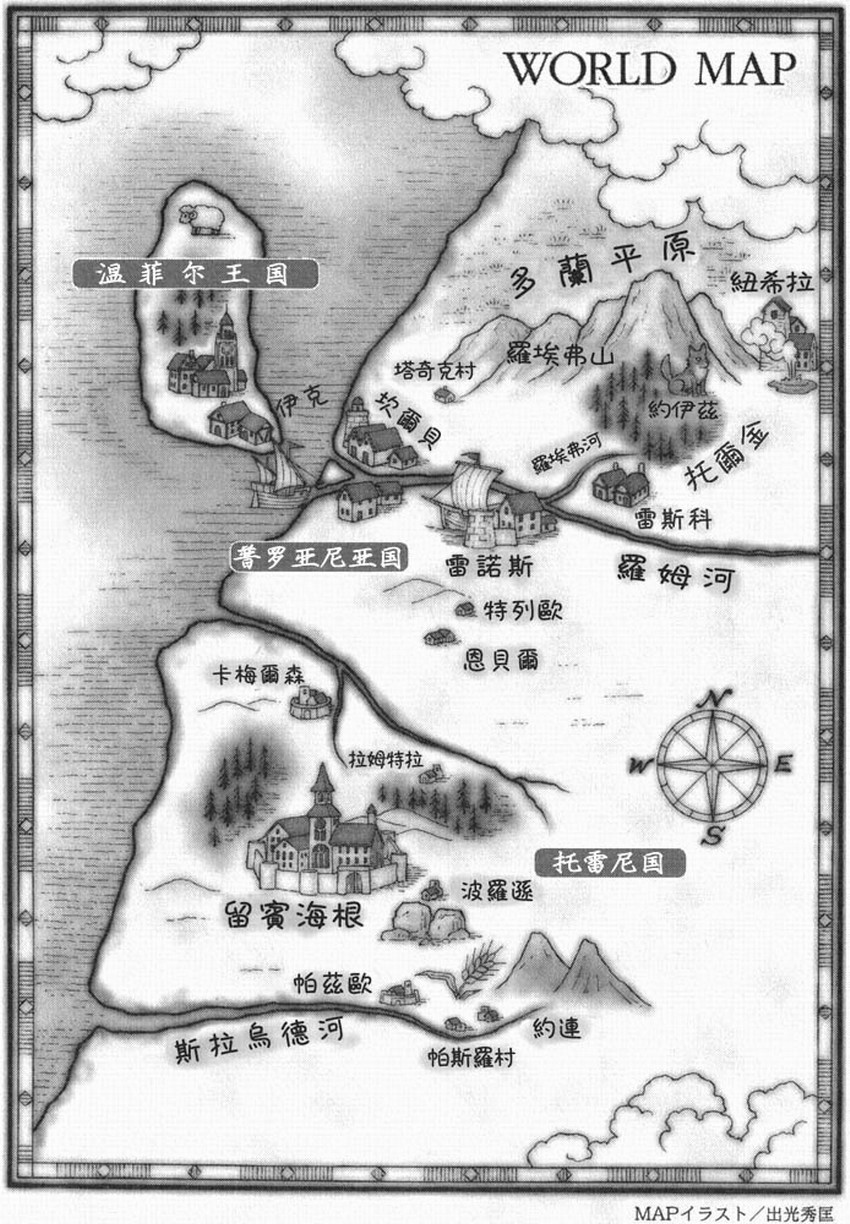 WORLD MAP
多蘭平原
温菲尔王国
紐希拉
羅埃弗山
塔奇克村
伊克
坎爾貝
約伊茲
托爾金
羅埃弗河
雷斯科
普罗亚尼亚国
雷諾斯
羅姆河
特列歐
恩貝爾
卡梅爾森
N
W
E
S
拉姆特拉
托雷尼国
波羅遜
留賓海根
帕茲歐
約連
斯拉烏德河
帕斯羅村
MAPイラスト／出光秀匡